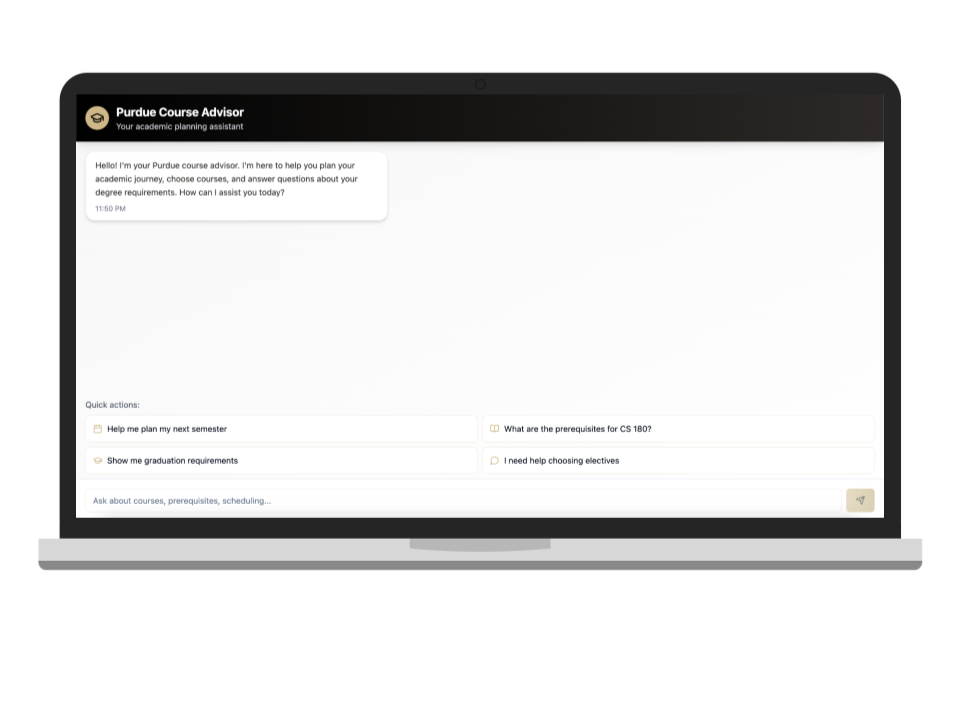 Purdue Course Advisor
Your academic planning assistant
Hello! I'm your Purdue course advisor. I'm here to help you plan your
academic journey, choose courses, and answer questions about your
degree requirements. How can I assist you today?
11:50 PM
Quick actions:
Help me plan my next semester
What are the prerequisites for CS 180?
Show me graduation requirements
I need help choosing electives
Ask about courses, prerequisites, scheduling...